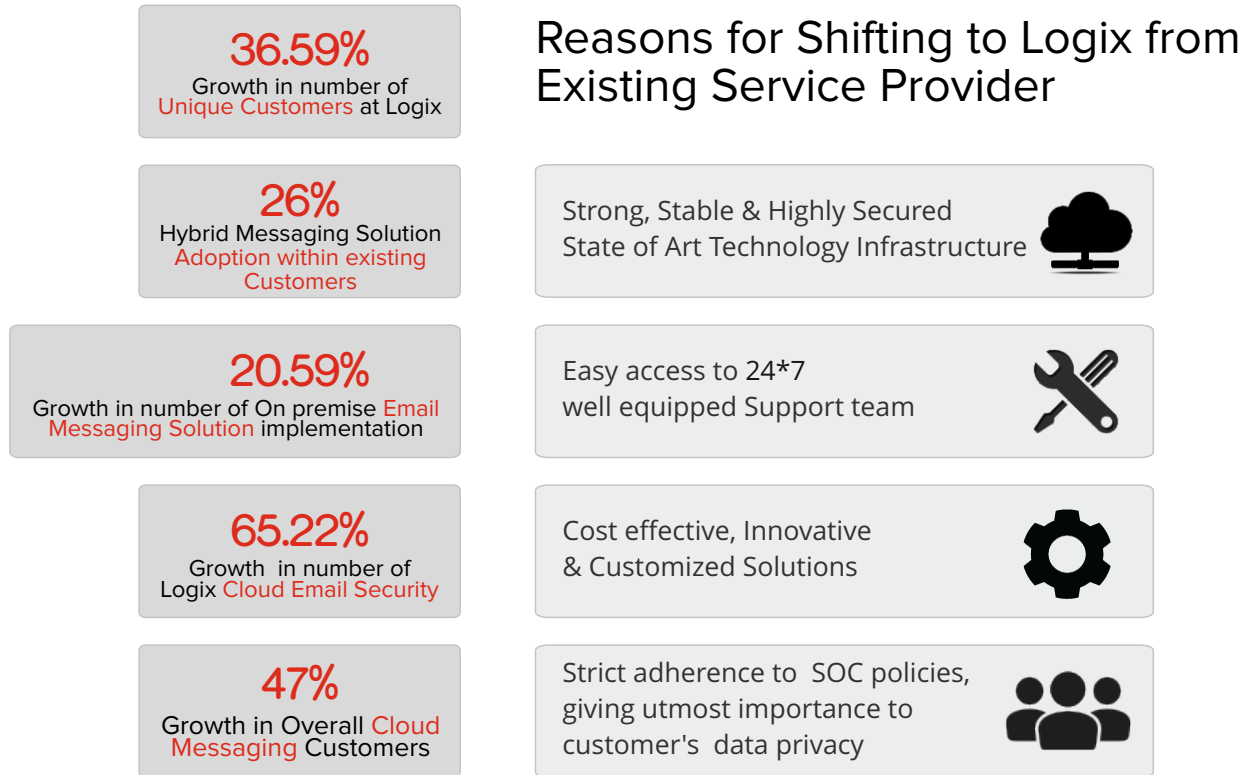 36.59%
Growth in number of
Unique Customers at Logix
26%
Hybrid Messaging Solution
Adoption within existing
Customers
20.59%
Growth in number of On premise Email
Messaging Solution implementation
65.22%
Growth  in number of
Logix Cloud Email Security
47%
Growth in Overall Cloud
Messaging Customers
Reasons for Shifting to Logix from
Existing Service Provider
Strong, Stable & Highly Secured
State of Art Technology Infrastructure
Easy access to 24*7
well equipped Support team
Cost effective, Innovative
& Customized Solutions
Strict adherence to  SOC policies,
giving utmost importance to
customer's  data privacy